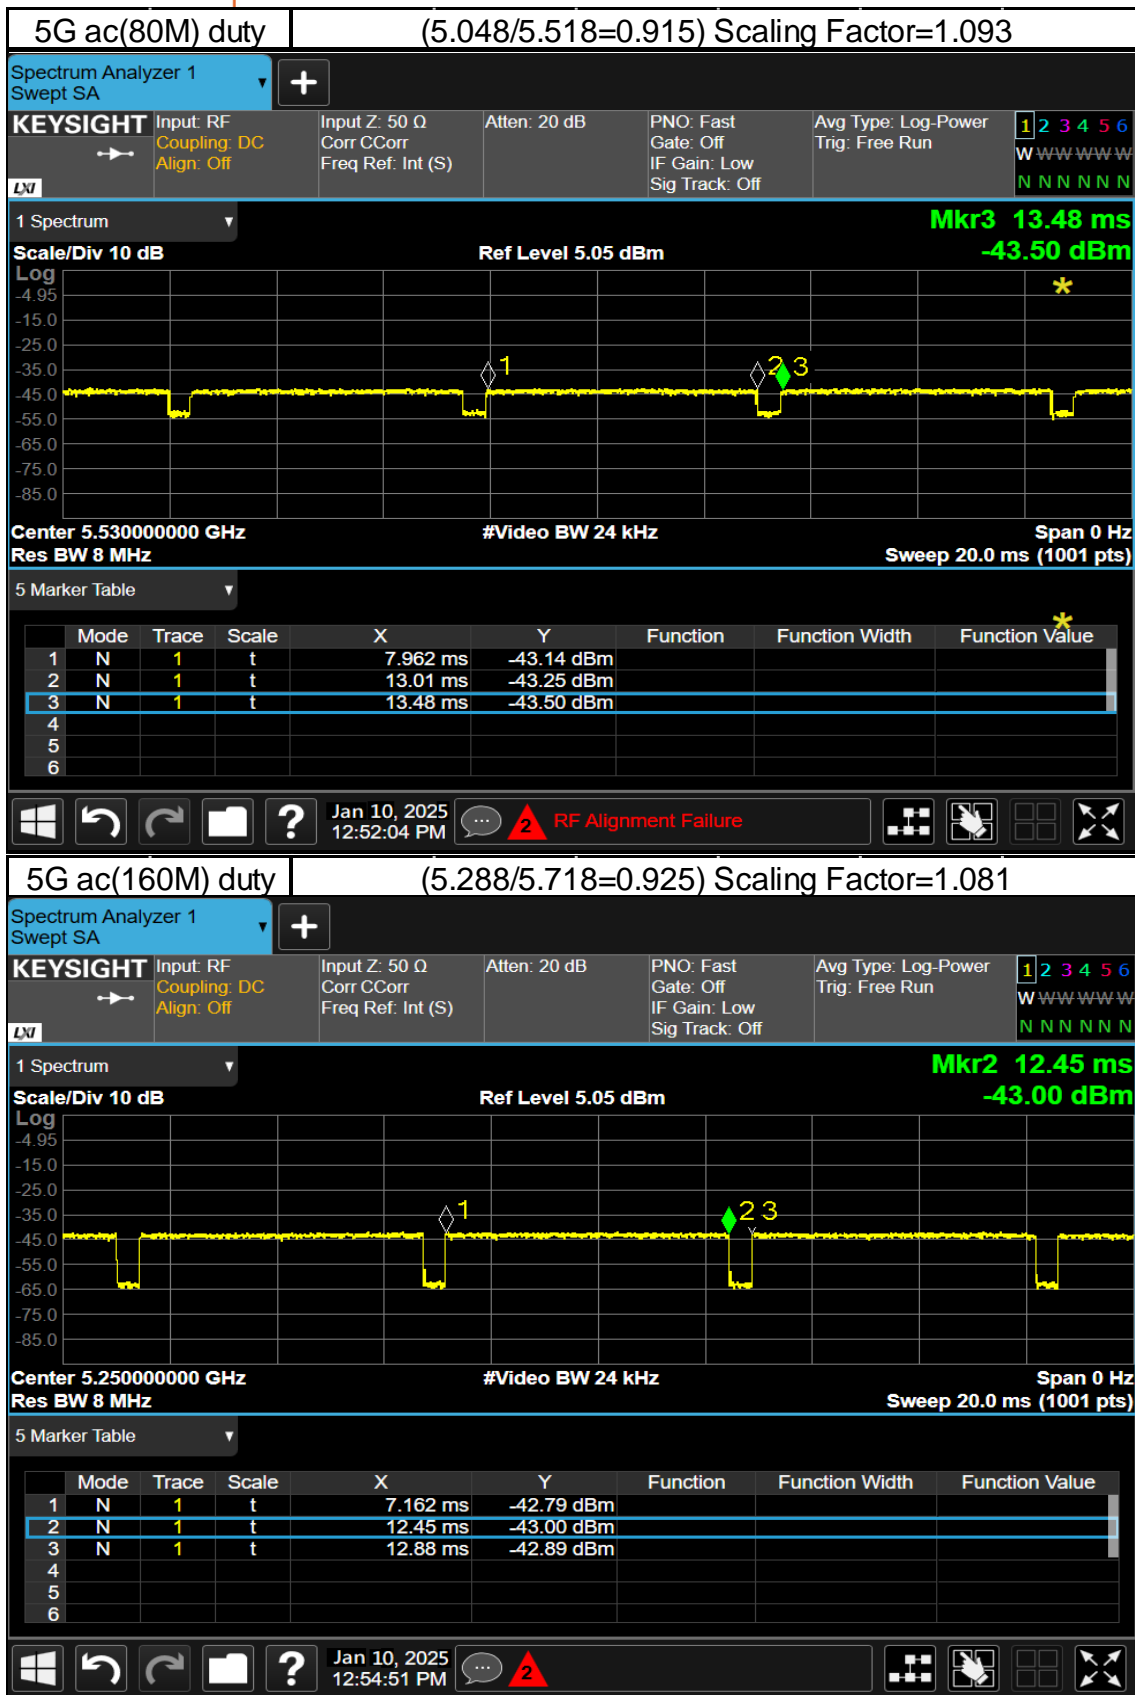 5G ac(80M) duty (5.048/5.518=0.915) Scaling Factor=1.093
Spectrum Analyzer 1
Swept SA
KEYSIGHT
LXI
Input: RF
Coupling: DC
Align: Off
Input Z: 50 Ω
Corr CCorr
Freq Ref: Int (S)
Atten: 20 dB
PNO: Fast
Gate: Off
IF Gain: Low
Sig Track: Off
Avg Type: Log-Power
Trig: Free Run
1 2 3 4 5 6
W W W W W W
N N N N N N
1 Spectrum
Mkr3 13.48 ms
Scale/Div 10 dB Ref Level 5.05 dBm -43.50 dBm
Log
-4.95
-15.0
-25.0
-35.0
-45.0
-55.0
-65.0
-75.0
-85.0
1 2 3
Center 5.530000000 GHz #Video BW 24 kHz Span 0 Hz
Res BW 8 MHz Sweep 20.0 ms (1001 pts)
5 Marker Table
Mode Trace Scale X Y Function Function Width Function Value
1 N 1 t 7.962 ms -43.14 dBm
2 N 1 t 13.01 ms -43.25 dBm
3 N 1 t 13.48 ms -43.50 dBm
4
5
6
? Jan 10, 2025
12:52:04 PM
2 RF Alignment Failure
5G ac(160M) duty (5.288/5.718=0.925) Scaling Factor=1.081
Spectrum Analyzer 1
Swept SA
KEYSIGHT
LXI
Input: RF
Coupling: DC
Align: Off
Input Z: 50 Ω
Corr CCorr
Freq Ref: Int (S)
Atten: 20 dB
PNO: Fast
Gate: Off
IF Gain: Low
Sig Track: Off
Avg Type: Log-Power
Trig: Free Run
1 2 3 4 5 6
W W W W W W
N N N N N N
1 Spectrum
Mkr2 12.45 ms
Scale/Div 10 dB Ref Level 5.05 dBm -43.00 dBm
Log
-4.95
-15.0
-25.0
-35.0
-45.0
-55.0
-65.0
-75.0
-85.0
1 2 3
Center 5.250000000 GHz #Video BW 24 kHz Span 0 Hz
Res BW 8 MHz Sweep 20.0 ms (1001 pts)
5 Marker Table
Mode Trace Scale X Y Function Function Width Function Value
1 N 1 t 7.162 ms -42.79 dBm
2 N 1 t 12.45 ms -43.00 dBm
3 N 1 t 12.88 ms -42.89 dBm
4
5
6
? Jan 10, 2025
12:54:51 PM
2